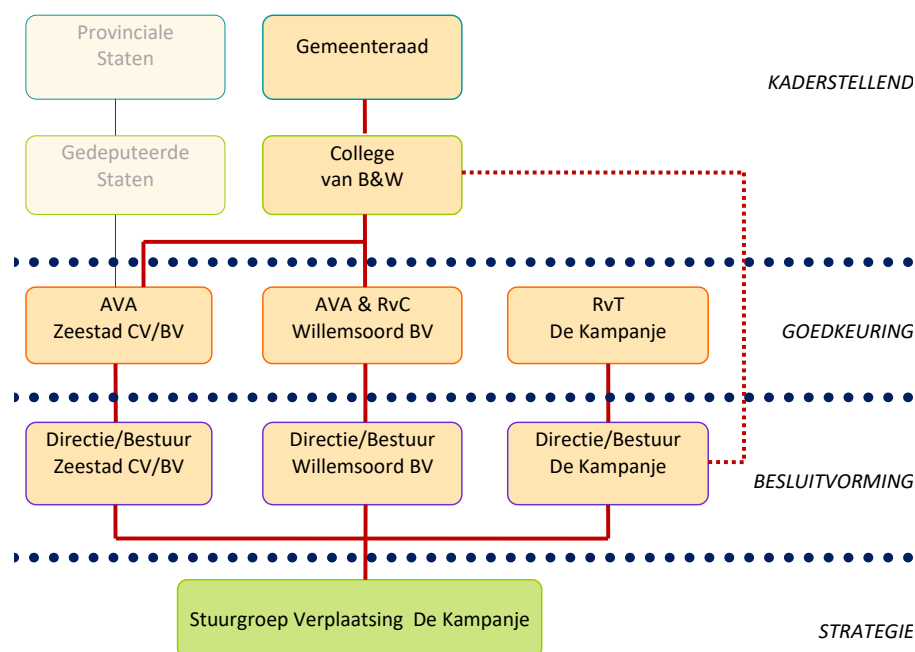 Provinciale
Staten
Gemeenteraad
KADERSTELLEND
Gedeputeerde
Staten
College
van B&W
AVA
Zeestad CV/BV
AVA & RvC
Willemsoord BV
RvT
De Kampanje
GOEDKEURING
Directie/Bestuur
Zeestad CV/BV
Directie/Bestuur
Willemsoord BV
Directie/Bestuur
De Kampanje
BESLUITVORMING
Stuurgroep Verplaatsing De Kampanje
STRATEGIE